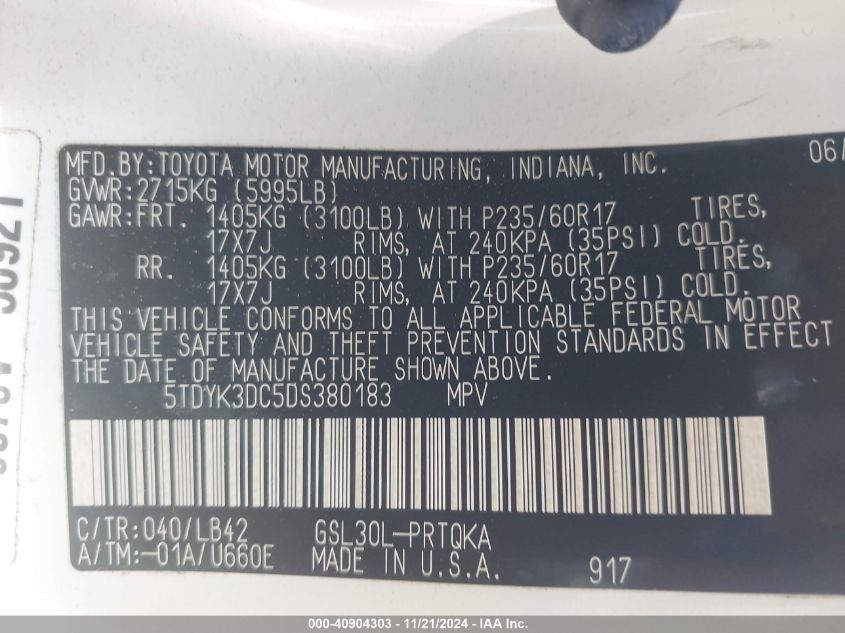 MFD.BY:TOYOTA MOTOR MANUFACTURING, INDIANA, INC. 06/
GVWR:2715KG (5995LB)
GAWR:FRT. 1405KG (3100LB) WITH P235/60R17 TIRES,
17X7J RIMS, AT 240KPA (35PSI) COLD.
RR. 1405KG (3100LB) WITH P235/60R17 TIRES,
17X7J RIMS, AT 240KPA (35PSI) COLD.
THIS VEHICLE CONFORMS TO ALL APPLICABLE FEDERAL MOTOR
VEHICLE SAFETY AND THEFT PREVENTION STANDARDS IN EFFECT
THE DATE OF MANUFACTURE SHOWN ABOVE.
5TDYK3DC5DS380183 MPV
C/TR:040/LB42 GSL30L-PRTQKA
A/TM:-01A/U660E MADE IN U.S.A. 917
000-40904303 - 11/21/2024 - IAAI Inc.